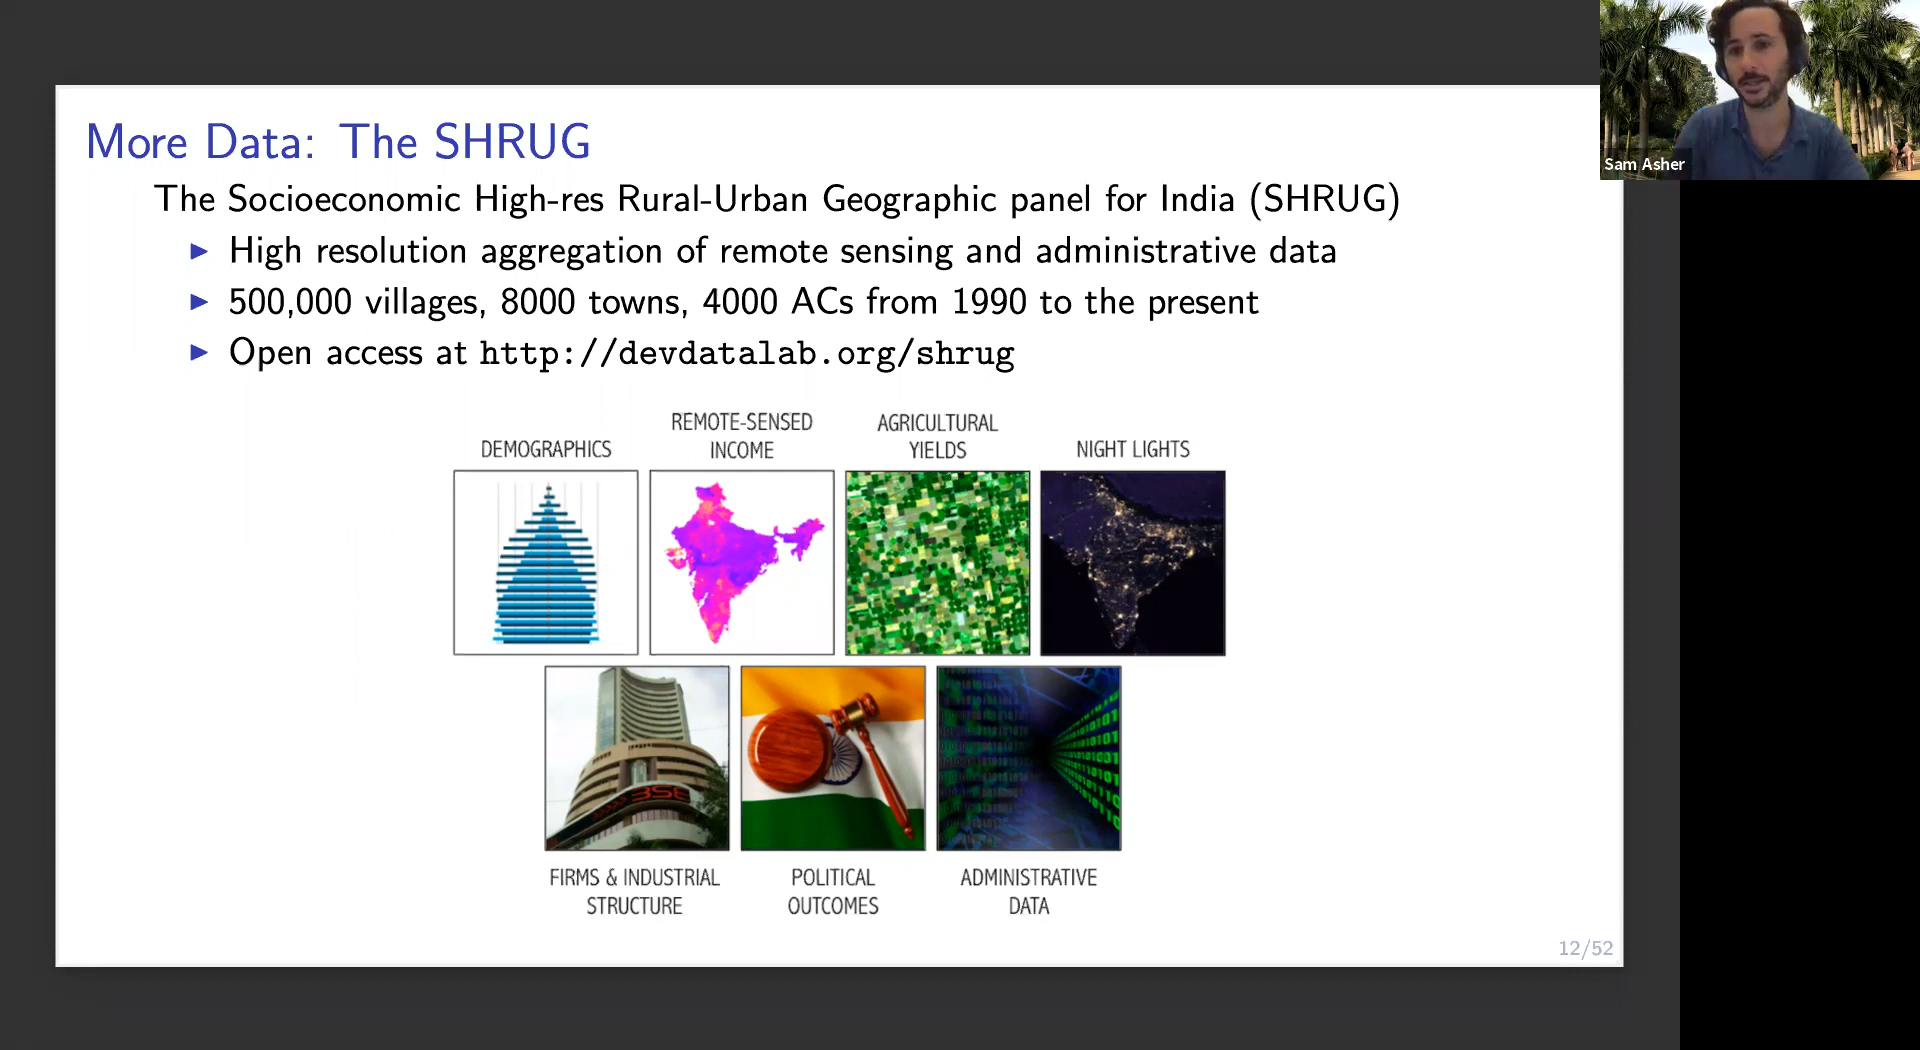 More Data: The SHRUG
The Socioeconomic High-res Rural-Urban Geographic panel for India (SHRUG)
► High resolution aggregation of remote sensing and administrative data
► 500,000 villages, 8000 towns, 4000 ACs from 1990 to the present
► Open access at http://devdatalab.org/shrug
DEMOGRAPHICS
REMOTE-SENSED
INCOME
AGRICULTURAL
YIELDS
NIGHT LIGHTS
BSE
FIRMS & INDUSTRIAL
STRUCTURE
POLITICAL
OUTCOMES
ADMINISTRATIVE
DATA
12/52
Sam Asher